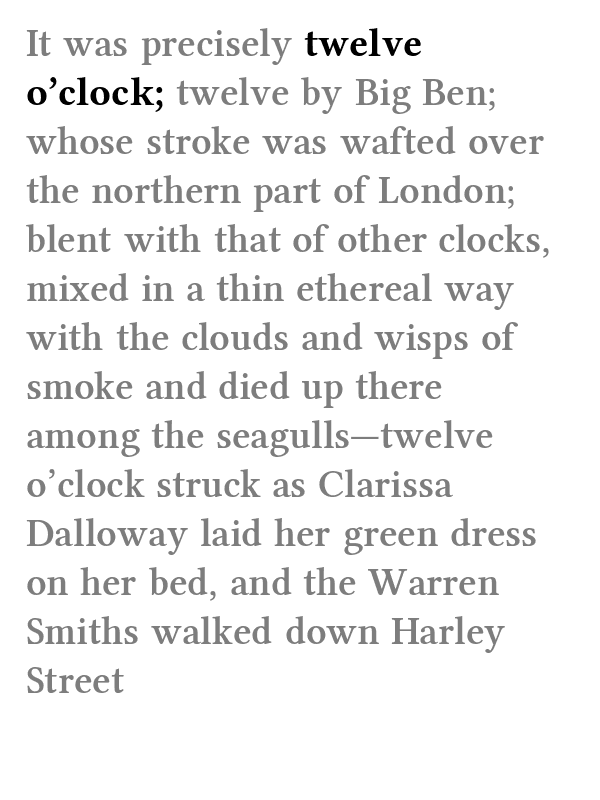 It was precisely twelve
o’clock; twelve by Big Ben;
whose stroke was wafted over
the northern part of London;
blent with that of other clocks,
mixed in a thin ethereal way
with the clouds and wisps of
smoke and died up there
among the seagulls—twelve
o’clock struck as Clarissa
Dalloway laid her green dress
on her bed, and the Warren
Smiths walked down Harley
Street